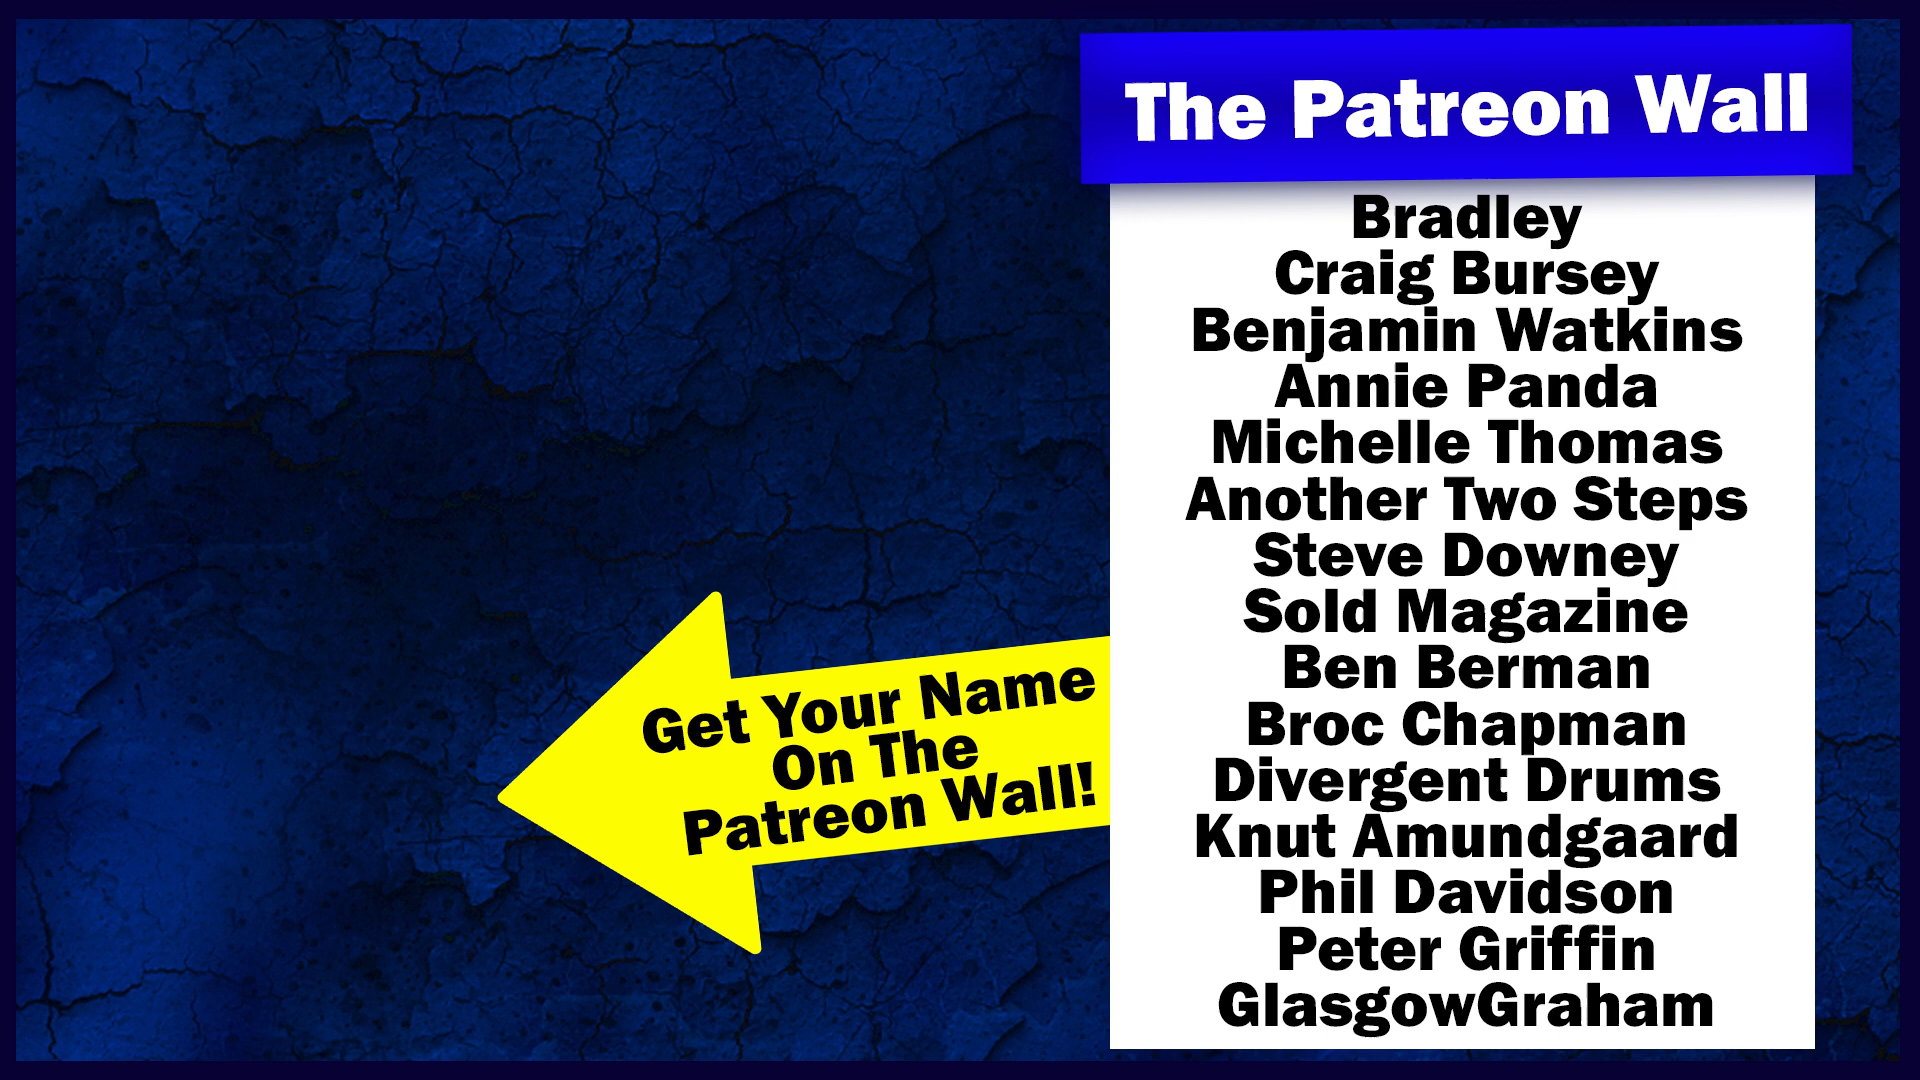 The Patreon Wall
Bradley
Craig Bursey
Benjamin Watkins
Annie Panda
Michelle Thomas
Another Two Steps
Steve Downey
Sold Magazine
Ben Berman
Broc Chapman
Divergent Drums
Knut Amundgaard
Phil Davidson
Peter Griffin
GlasgowGraham
Get Your Name
On The
Patreon Wall!